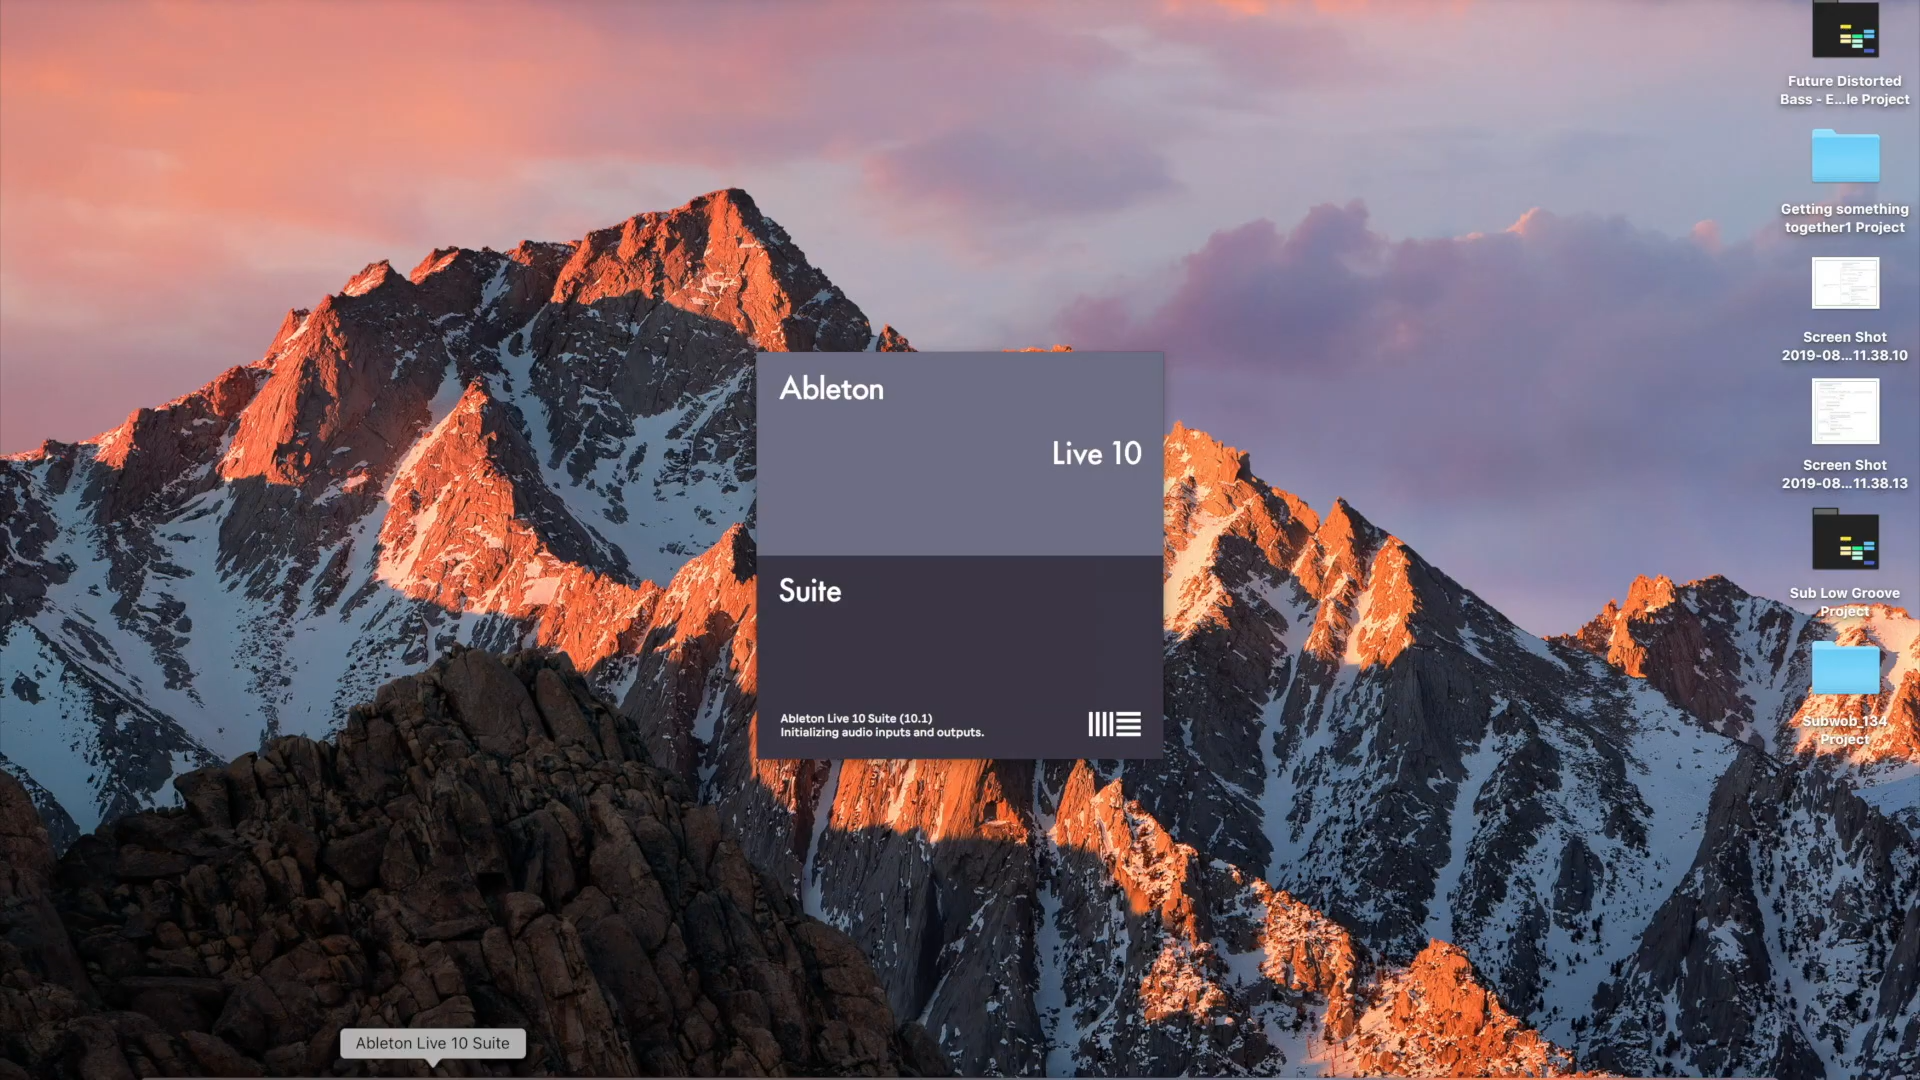 Ableton
Live 10
Suite
Ableton Live 10 Suite (10.1)
Initializing audio inputs and outputs.
Future Distorted
Bass - E...le Project
Getting something
together1 Project
Screen Shot
2019-08...11.38.10
Screen Shot
2019-08...11.38.13
Sub Low Groove
Project
Subwob_134
Project
Ableton Live 10 Suite